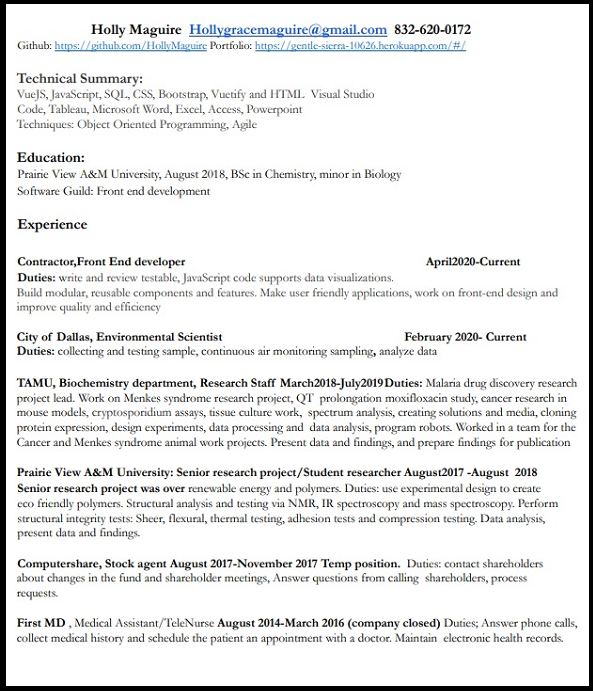 Holly Maguire Hollygracemaguire@gmail.com 832-620-0172
Github: https://github.com/HollyMaguire Portfolio: https://gentle-sierra-10626.herokuapp.com/#/
Technical Summary:
VueJS, JavaScript, SQL, CSS, Bootstrap, Vuetify and HTML Visual Studio
Code, Tableau, Microsoft Word, Excel, Access, Powerpoint
Techniques: Object Oriented Programming, Agile
Education:
Prairie View A&M University, August 2018, BSc in Chemistry, minor in Biology
Software Guild: Front end development
Experience
Contractor,Front End developer April2020-Current
Duties: write and review testable, JavaScript code supports data visualizations.
Build modular, reusable components and features. Make user friendly applications, work on front-end design and
improve quality and efficiency
City of Dallas, Environmental Scientist February 2020- Current
Duties: collecting and testing sample, continuous air monitoring sampling, analyze data
TAMU, Biochemistry department, Research Staff March2018-July2019Duties: Malaria drug discovery research
project lead. Work on Menkes syndrome research project, QT prolongation moxifloxacin study, cancer research in
mouse models, cryptosporidium assays, tissue culture work, spectrum analysis, creating solutions and media, cloning
protein expression, design experiments, data processing and data analysis, program robots. Worked in a team for the
Cancer and Menkes syndrome animal work projects. Present data and findings, and prepare findings for publication
Prairie View A&M University: Senior research project/Student researcher August2017 -August 2018
Senior research project was over renewable energy and polymers. Duties: use experimental design to create
eco friendly polymers. Structural analysis and testing via NMR, IR spectroscopy and mass spectroscopy. Perform
structural integrity tests: Sheer, flexural, thermal testing, adhesion tests and compression testing. Data analysis,
present data and findings.
Computershare, Stock agent August 2017-November 2017 Temp position. Duties: contact shareholders
about changes in the fund and shareholder meetings, Answer questions from calling shareholders, process
requests.
First MD , Medical Assistant/TeleNurse August 2014-March 2016 (company closed) Duties; Answer phone calls,
collect medical history and schedule the patient an appointment with a doctor. Maintain electronic health records.